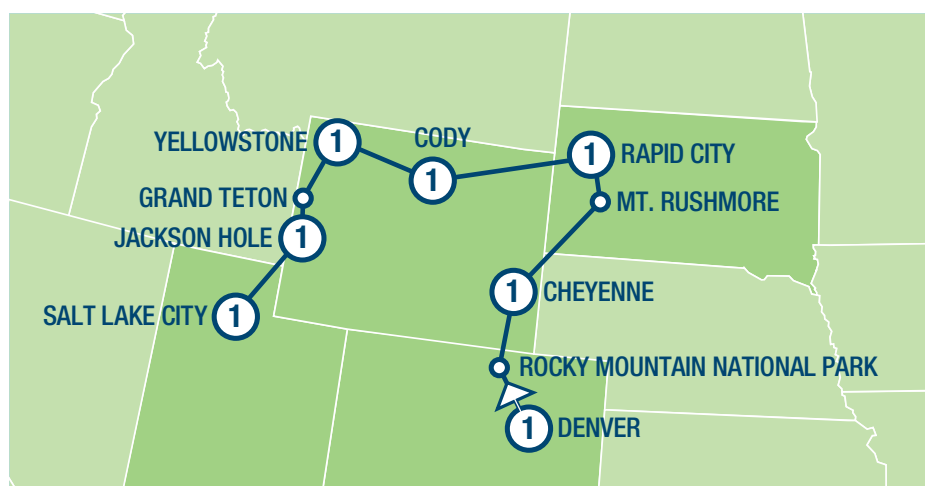 CODY
YELLOWSTONE 1
1 RAPID CITY
1
GRAND TETON
MT. RUSHMORE
JACKSON HOLE 1
1 CHEYENNE
SALT LAKE CITY 1
ROCKY MOUNTAIN NATIONAL PARK
1 DENVER